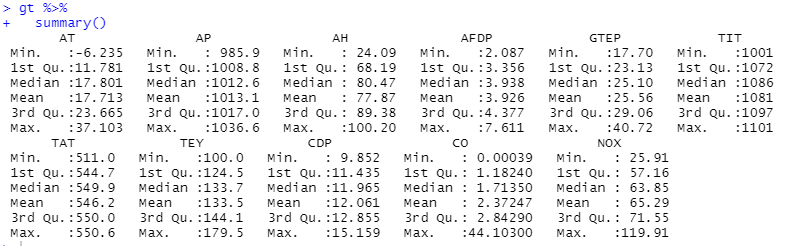 > gt %>%
+   summary()
       AT               AP               AH              AFDP            GTEP            TIT
 Min.   :-6.235   Min.   : 985.9   Min.   : 24.09   Min.   :2.087   Min.   :17.70   Min.   :1001
 1st Qu.:11.781   1st Qu.:1008.8   1st Qu.: 68.19   1st Qu.:3.356   1st Qu.:23.13   1st Qu.:1072
 Median :17.801   Median :1012.6   Median : 80.47   Median :3.938   Median :25.10   Median :1086
 Mean   :17.713   Mean   :1013.1   Mean   : 77.87   Mean   :3.926   Mean   :25.56   Mean   :1081
 3rd Qu.:23.665   3rd Qu.:1017.0   3rd Qu.: 89.38   3rd Qu.:4.377   3rd Qu.:29.06   3rd Qu.:1097
 Max.   :37.103   Max.   :1036.6   Max.   :100.20   Max.   :7.611   Max.   :40.72   Max.   :1101
      TAT             TEY             CDP               CO                NOX
 Min.   :511.0   Min.   :100.0   Min.   : 9.852   Min.   : 0.00039   Min.   : 25.91
 1st Qu.:544.7   1st Qu.:124.5   1st Qu.:11.435   1st Qu.: 1.18240   1st Qu.: 57.16
 Median :549.9   Median :133.7   Median :11.965   Median : 1.71350   Median : 63.85
 Mean   :546.2   Mean   :133.5   Mean   :12.061   Mean   : 2.37247   Mean   : 65.29
 3rd Qu.:550.0   3rd Qu.:144.1   3rd Qu.:12.855   3rd Qu.: 2.84290   3rd Qu.: 71.55
 Max.   :550.6   Max.   :179.5   Max.   :15.159   Max.   :44.10300   Max.   :119.91